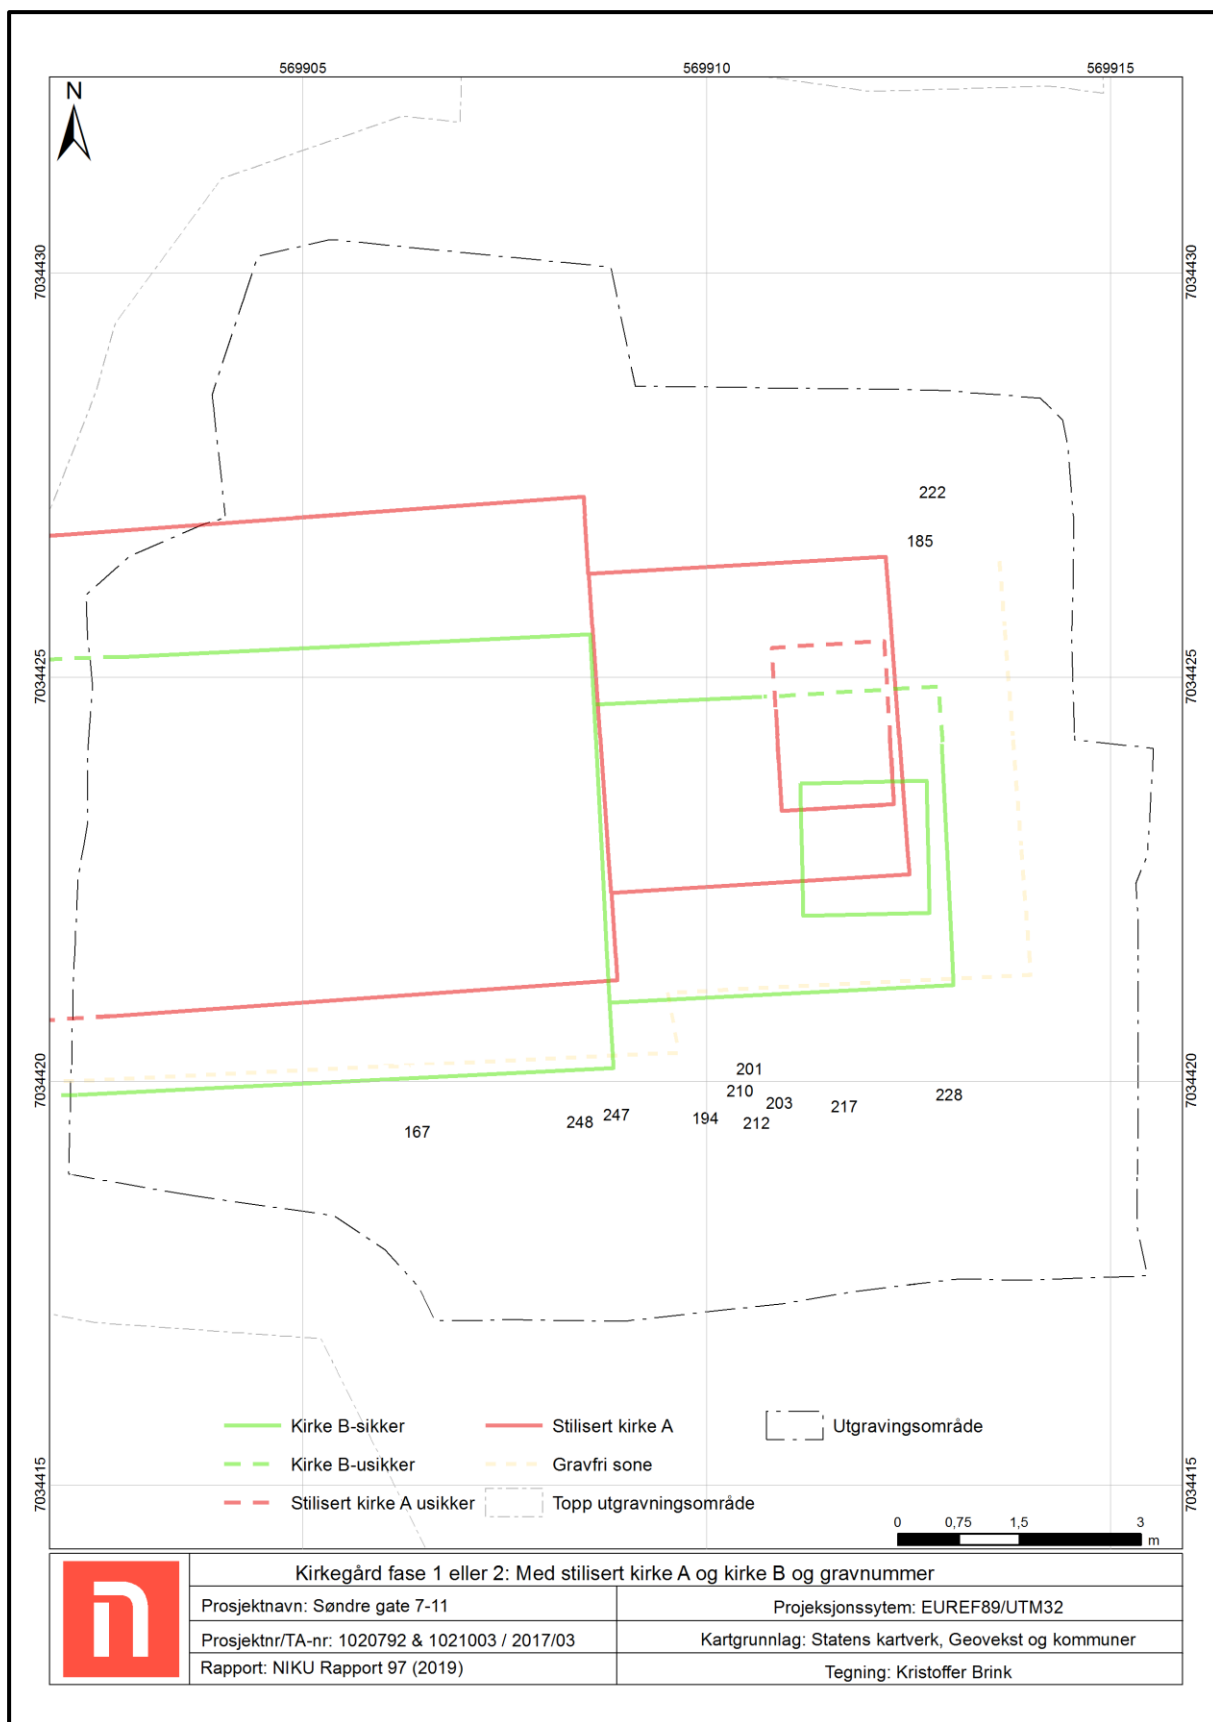 569905 569910 569915
N
7034430 7034430
222
185
7034425 7034425
201
210
203
217
228
247
248
194
212
167
7034420 7034420
Kirke B-sikker Stilisert kirke A Utgravingsområde
Kirke B-usikker Gravfri sone
Stilisert kirke A usikker Topp utgravningsområde
7034415 7034415
0 0,75 1,5 3
m
Kirkegård fase 1 eller 2: Med stilisert kirke A og kirke B og gravnummer
Prosjektnavn: Søndre gate 7-11
Projeksjonssytem: EUREF89/UTM32
Prosjektnr/TA-nr: 1020792 & 1021003 / 2017/03
Kartgrunnlag: Statens kartverk, Geovekst og kommuner
Rapport: NIKU Rapport 97 (2019)
Tegning: Kristoffer Brink